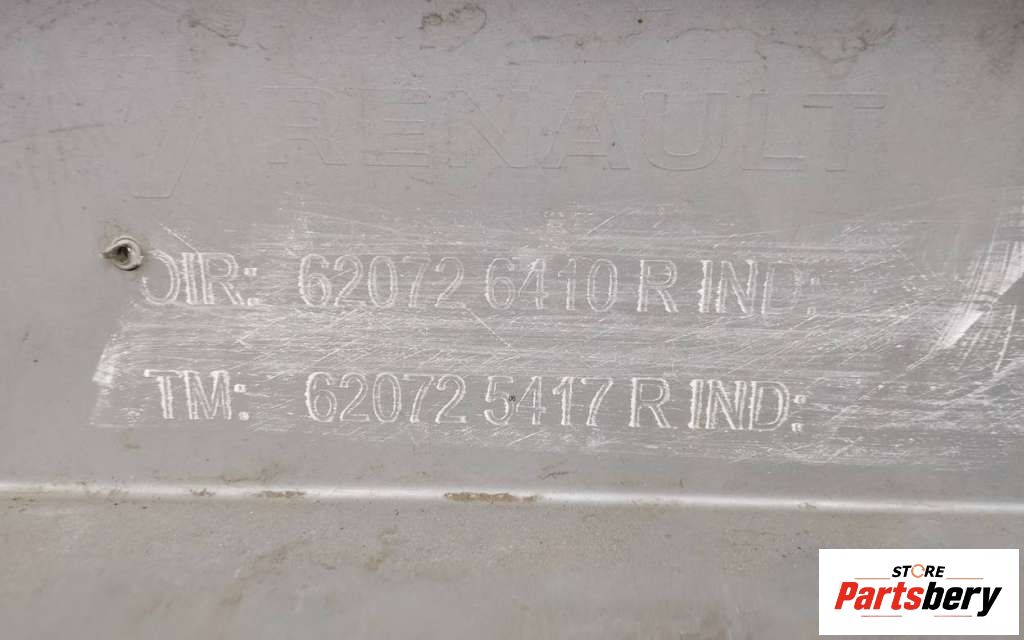 RENAULT
DIR: 62072 6410 R IND:
TM: 62072 5417 R IND:
STORE
Partsbery